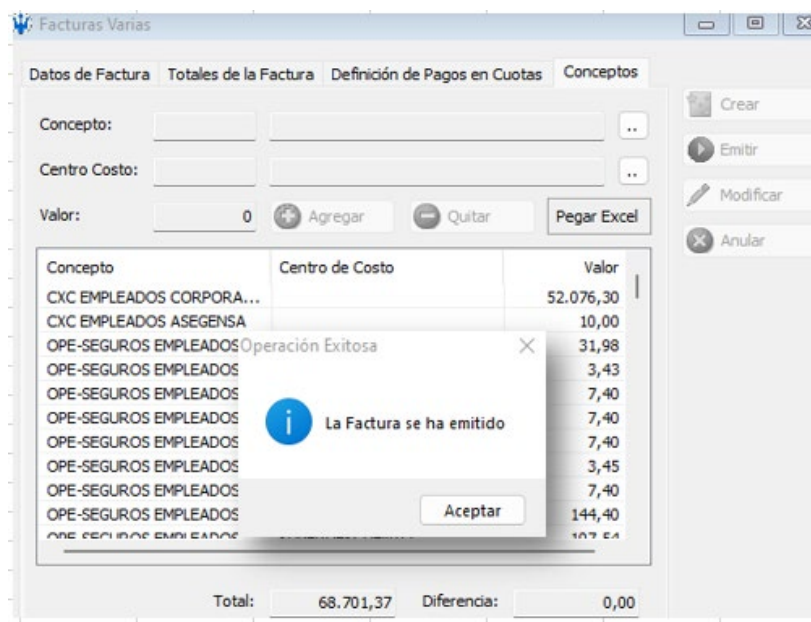 Facturas Varias
Datos de Factura Totales de la Factura Definición de Pagos en Cuotas Conceptos
Crear
Concepto: ..
Emitir
Centro Costo: ..
Modificar
Valor: 0 Agregar Quitar Pegar Excel
Anular
Concepto Centro de Costo Valor
CXC EMPLEADOS CORPORA... 52.076,30
CXC EMPLEADOS ASEGENSA 10,00
OPE-SEGUROS EMPLEADOS 31,98
Operación Exitosa
OPE-SEGUROS EMPLEADOS 3,43
OPE-SEGUROS EMPLEADOS 7,40
OPE-SEGUROS EMPLEADOS 7,40
La Factura se ha emitido
OPE-SEGUROS EMPLEADOS 7,40
OPE-SEGUROS EMPLEADOS 3,45
OPE-SEGUROS EMPLEADOS 7,40
OPE-SEGUROS EMPLEADOS 144,40
Aceptar
OPE-SEGUROS EMPLEADOS 107,54
Total: 68.701,37 Diferencia: 0,00